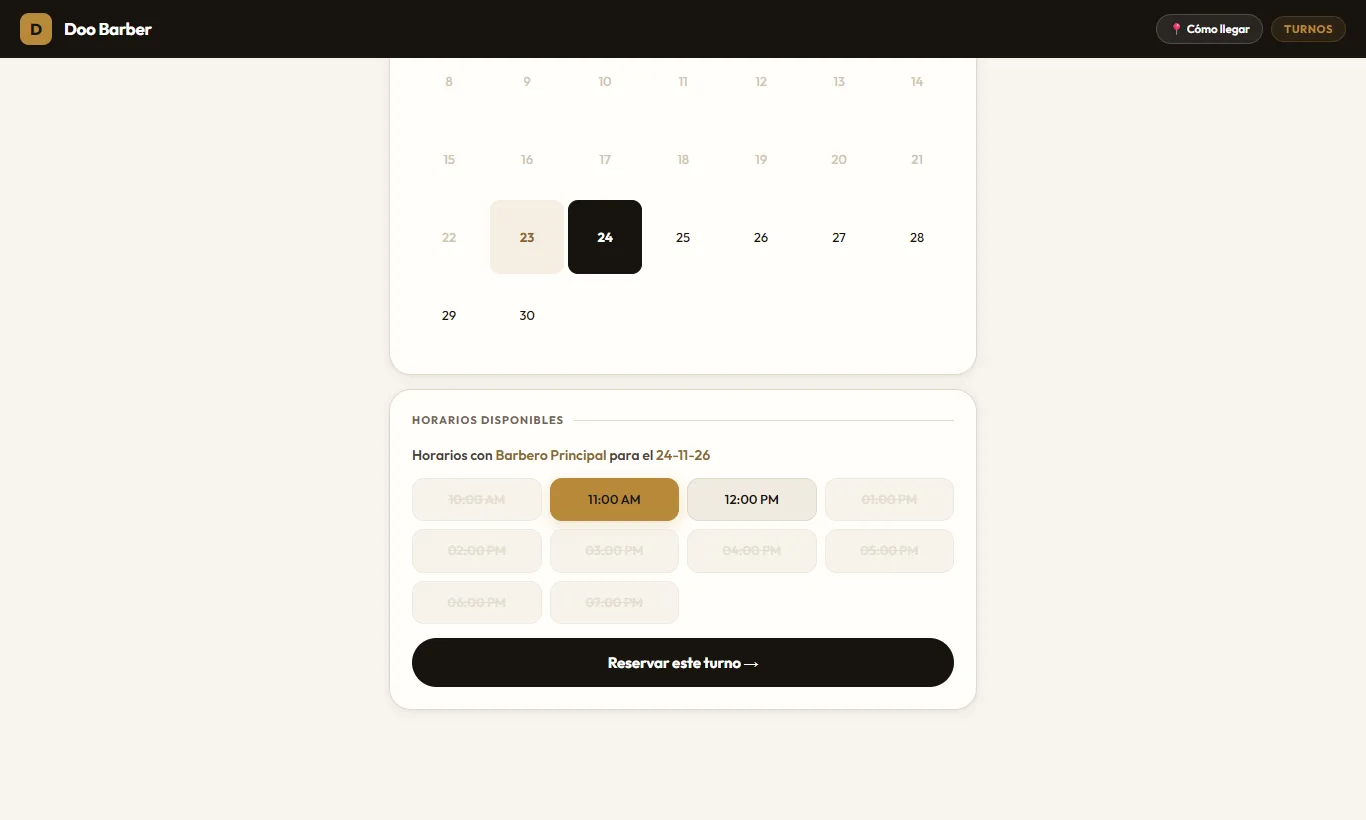 D Doo Barber 📍 Cómo llegar TURNOS
8 9 10 11 12 13 14
15 16 17 18 19 20 21
22 23 24 25 26 27 28
29 30
HORARIOS DISPONIBLES
Horarios con Barbero Principal para el 24-11-26
10:00 AM 11:00 AM 12:00 PM 01:00 PM
02:00 PM 03:00 PM 04:00 PM 05:00 PM
06:00 PM 07:00 PM
Reservar este turno →